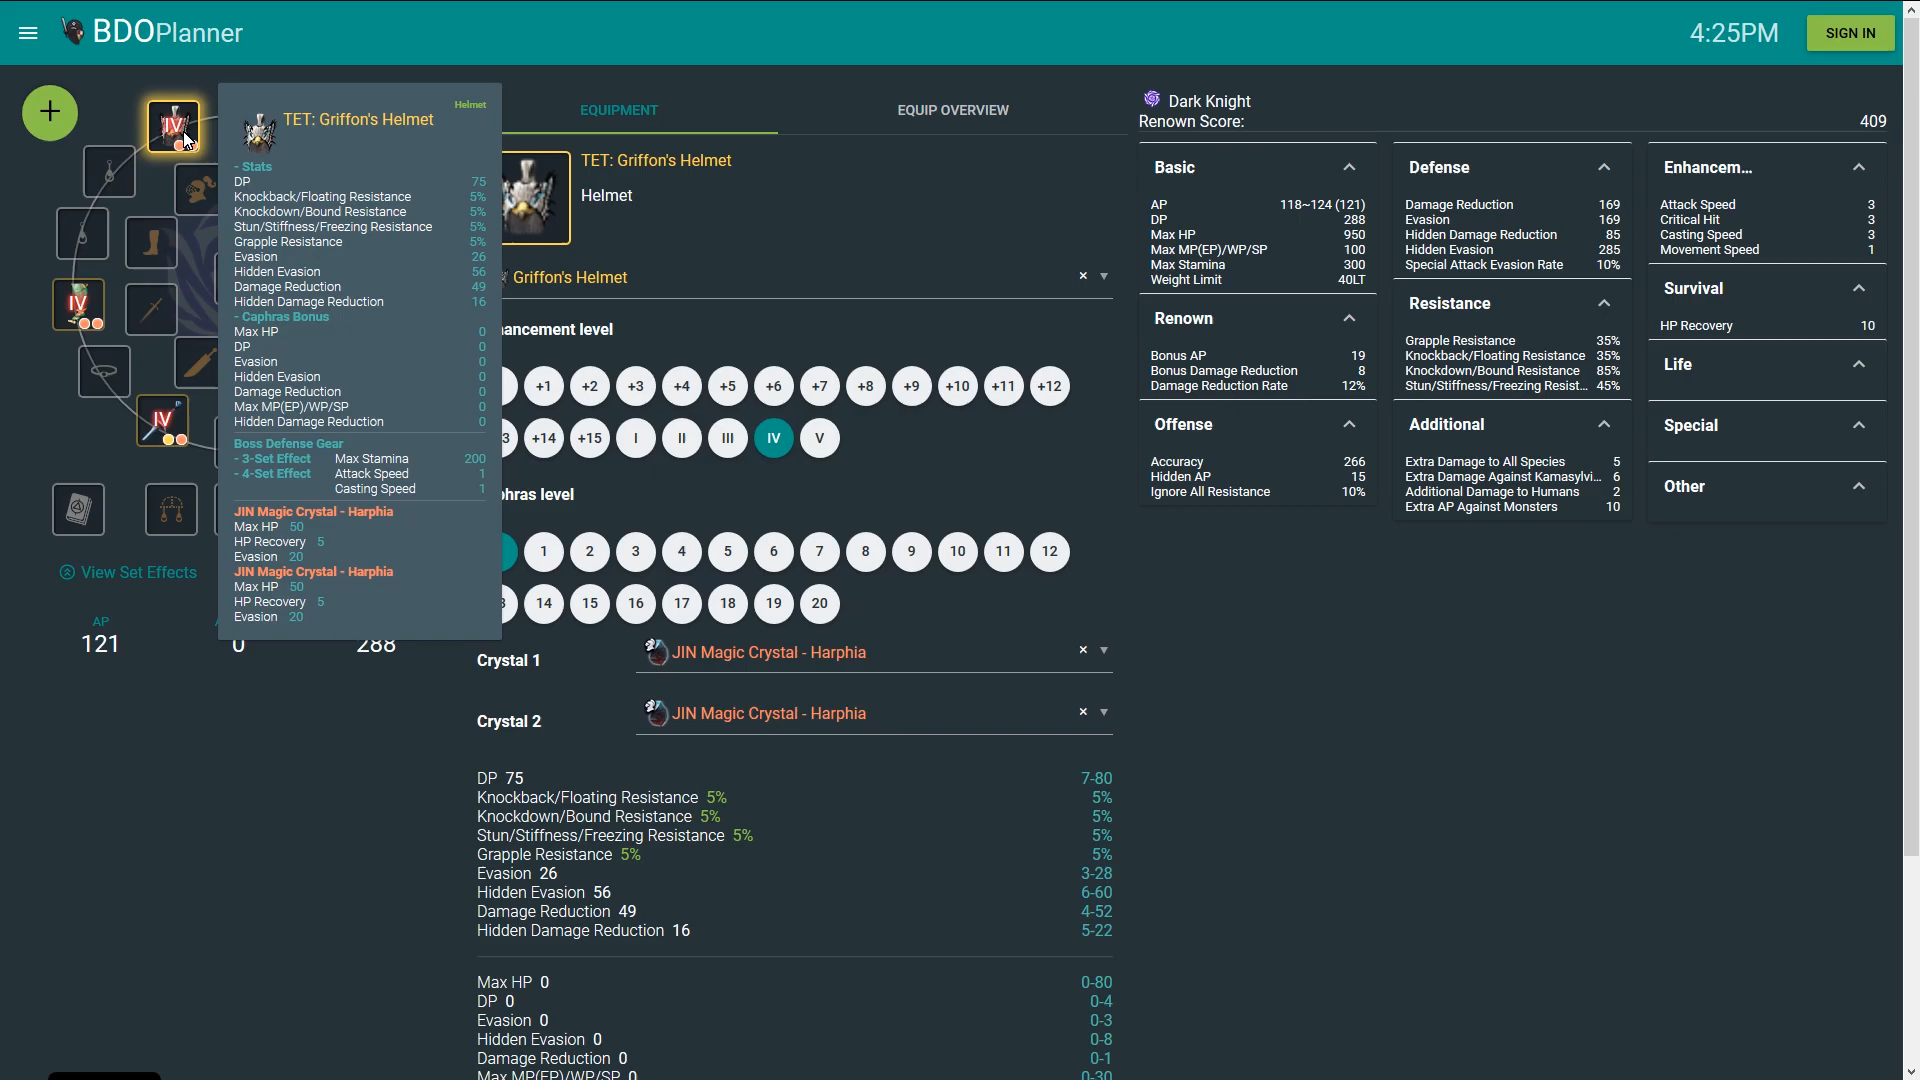 BDOPlanner
4:25PM
SIGN IN
IV
IV
IV
View Set Effects
AP
121
0
288
Helmet
TET: Griffon's Helmet
- Stats
DP 75
Knockback/Floating Resistance 5%
Knockdown/Bound Resistance 5%
Stun/Stiffness/Freezing Resistance 5%
Grapple Resistance 5%
Evasion 26
Hidden Evasion 56
Damage Reduction 49
Hidden Damage Reduction 16
- Caphras Bonus
Max HP 0
DP 0
Evasion 0
Hidden Evasion 0
Damage Reduction 0
Max MP(EP)/WP/SP 0
Hidden Damage Reduction 0
Boss Defense Gear
- 3-Set Effect Max Stamina 200
- 4-Set Effect Attack Speed 1
Casting Speed 1
JIN Magic Crystal - Harphia
Max HP 50
HP Recovery 5
Evasion 20
JIN Magic Crystal - Harphia
Max HP 50
HP Recovery 5
Evasion 20
EQUIPMENT
EQUIP OVERVIEW
TET: Griffon's Helmet
Helmet
Griffon's Helmet
ancement level
+1 +2 +3 +4 +5 +6 +7 +8 +9 +10 +11 +12
3 +14 +15 I II III IV V
hras level
1 2 3 4 5 6 7 8 9 10 11 12
14 15 16 17 18 19 20
Crystal 1 JIN Magic Crystal - Harphia
Crystal 2 JIN Magic Crystal - Harphia
DP 75 7-80
Knockback/Floating Resistance 5% 5%
Knockdown/Bound Resistance 5% 5%
Stun/Stiffness/Freezing Resistance 5% 5%
Grapple Resistance 5% 5%
Evasion 26 3-28
Hidden Evasion 56 6-60
Damage Reduction 49 4-52
Hidden Damage Reduction 16 5-22
Max HP 0 0-80
DP 0 0-4
Evasion 0 0-3
Hidden Evasion 0 0-8
Damage Reduction 0 0-1
Max MP(EP)/WP/SP 0 0-30
Dark Knight
Renown Score: 409
Basic
AP 118~124 (121)
DP 288
Max HP 950
Max MP(EP)/WP/SP 100
Max Stamina 300
Weight Limit 40LT
Renown
Bonus AP 19
Bonus Damage Reduction 8
Damage Reduction Rate 12%
Offense
Accuracy 266
Hidden AP 15
Ignore All Resistance 10%
Defense
Damage Reduction 169
Evasion 169
Hidden Damage Reduction 85
Hidden Evasion 285
Special Attack Evasion Rate 10%
Resistance
Grapple Resistance 35%
Knockback/Floating Resistance 35%
Knockdown/Bound Resistance 85%
Stun/Stiffness/Freezing Resist... 45%
Additional
Extra Damage to All Species 5
Extra Damage Against Kamasylvi... 6
Additional Damage to Humans 2
Extra AP Against Monsters 10
Enhancem...
Attack Speed 3
Critical Hit 3
Casting Speed 3
Movement Speed 1
Survival
HP Recovery 10
Life
Special
Other